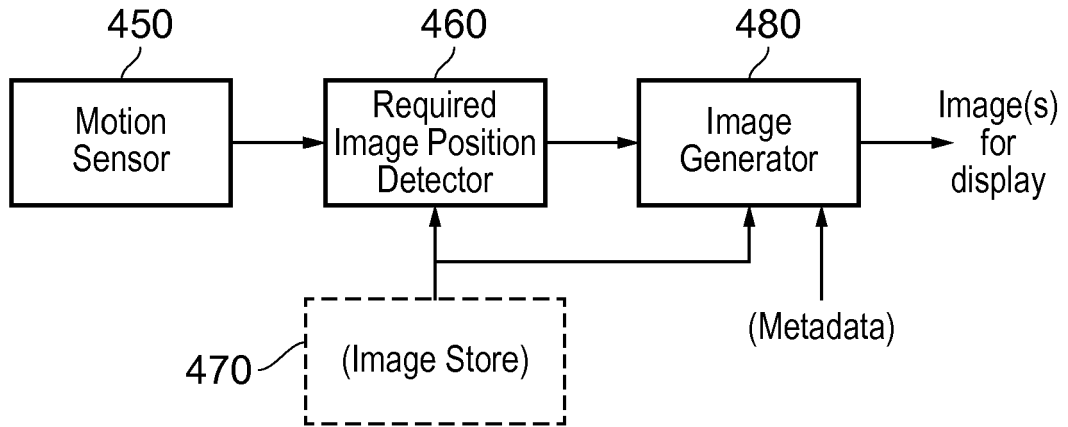 450
460
480
Motion
Sensor
Required
Image Position
Detector
Image
Generator
Image(s)
for
display
470
(Image Store)
(Metadata)